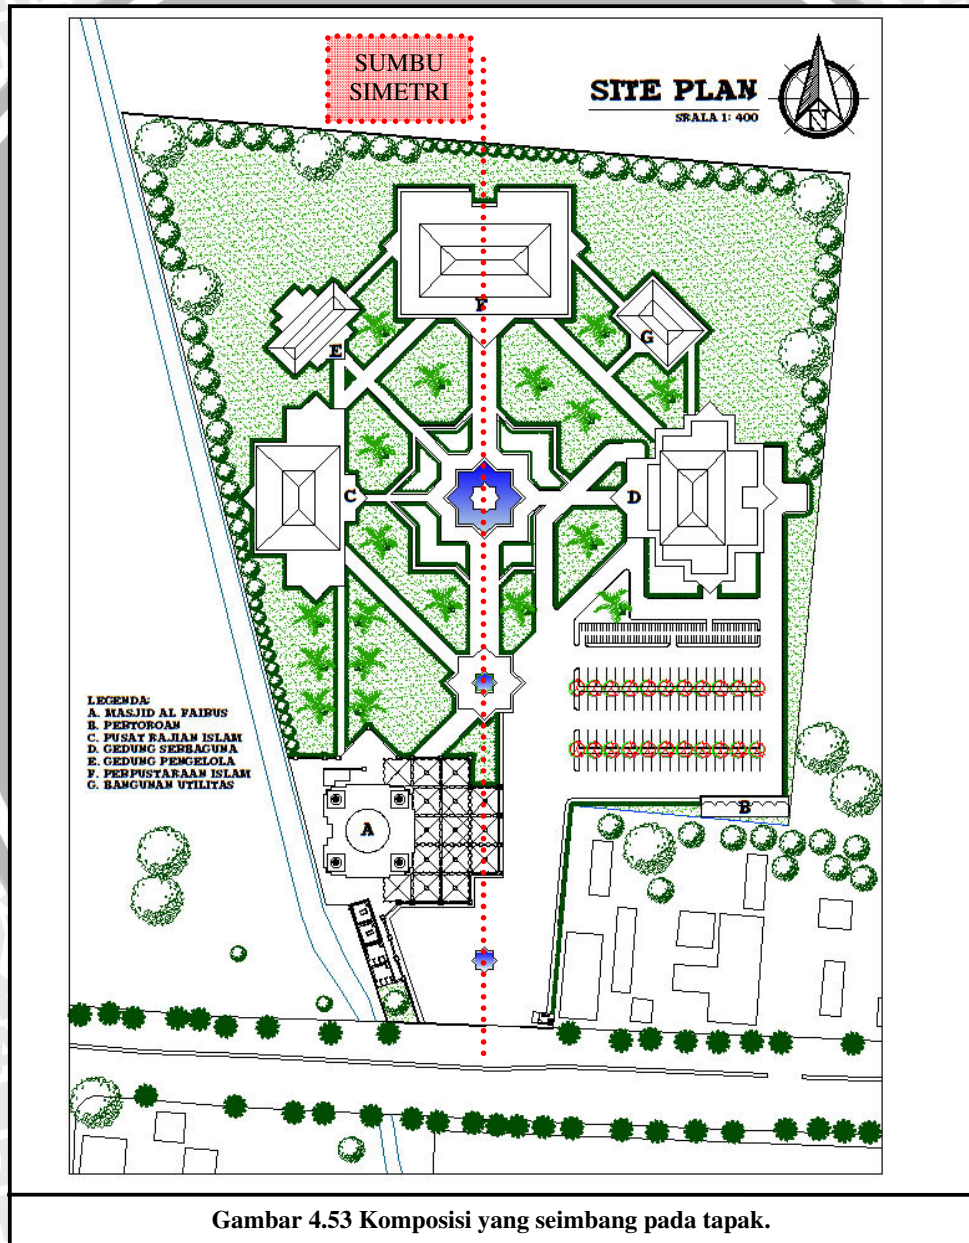 SUMBU
SIMETRI
SITE PLAN
SKALA 1: 400
N
F
E
G
C
D
LEGENDA:
A. MASJID AL FAIRUS
B. PERTOKOAN
C. PUSAT KAJIAN ISLAM
D. GEDUNG SERBAGUNA
E. GEDUNG PENGELOLA
F. PERPUSTAKAAN ISLAM
G. BANGUNAN UTILITAS
B
A
Gambar 4.53 Komposisi yang seimbang pada tapak.